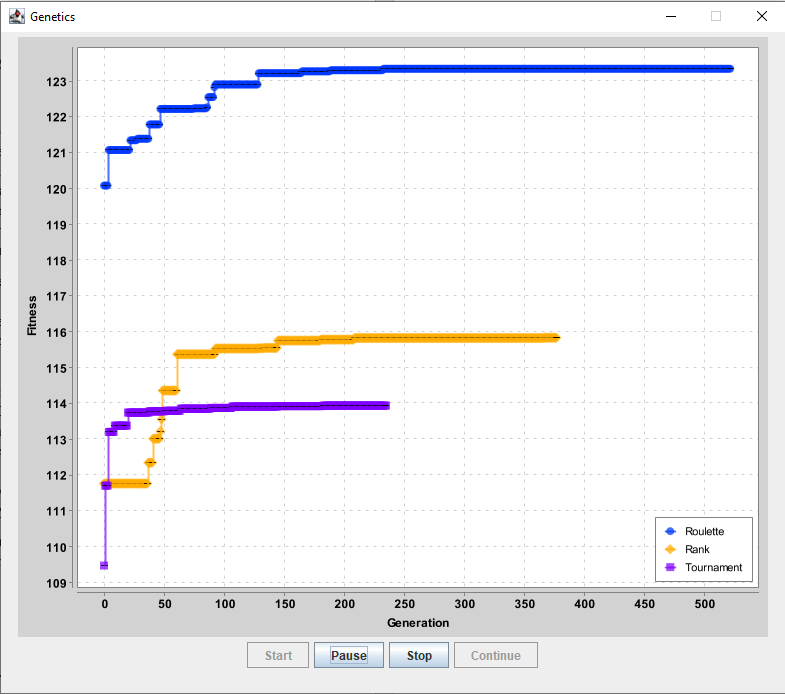 Genetics
123
122
121
120
119
118
117
116
115
114
113
112
111
110
109
Fitness
Roulette
Rank
Tournament
0 50 100 150 200 250 300 350 400 450 500
Generation
Start Pause Stop Continue